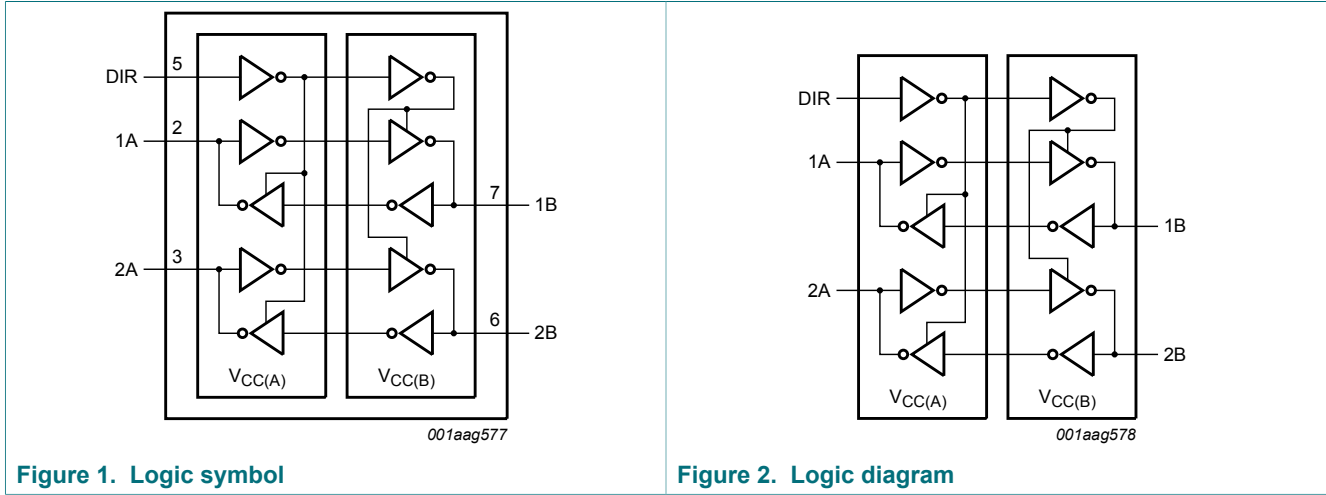 DIR 5
1A 2
7 1B
2A 3
6 2B
VCC(A) VCC(B)
001aag577
Figure 1. Logic symbol
DIR
1A
1B
2A
2B
VCC(A) VCC(B)
001aag578
Figure 2. Logic diagram